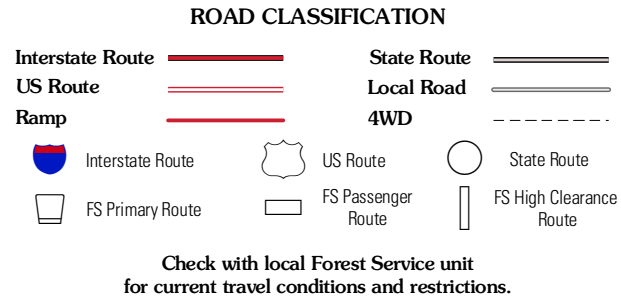 ROAD CLASSIFICATION
Interstate Route
State Route
US Route
Local Road
Ramp
4WD
Interstate Route
US Route
State Route
FS Primary Route
FS Passenger
Route
FS High Clearance
Route
Check with local Forest Service unit
for current travel conditions and restrictions.